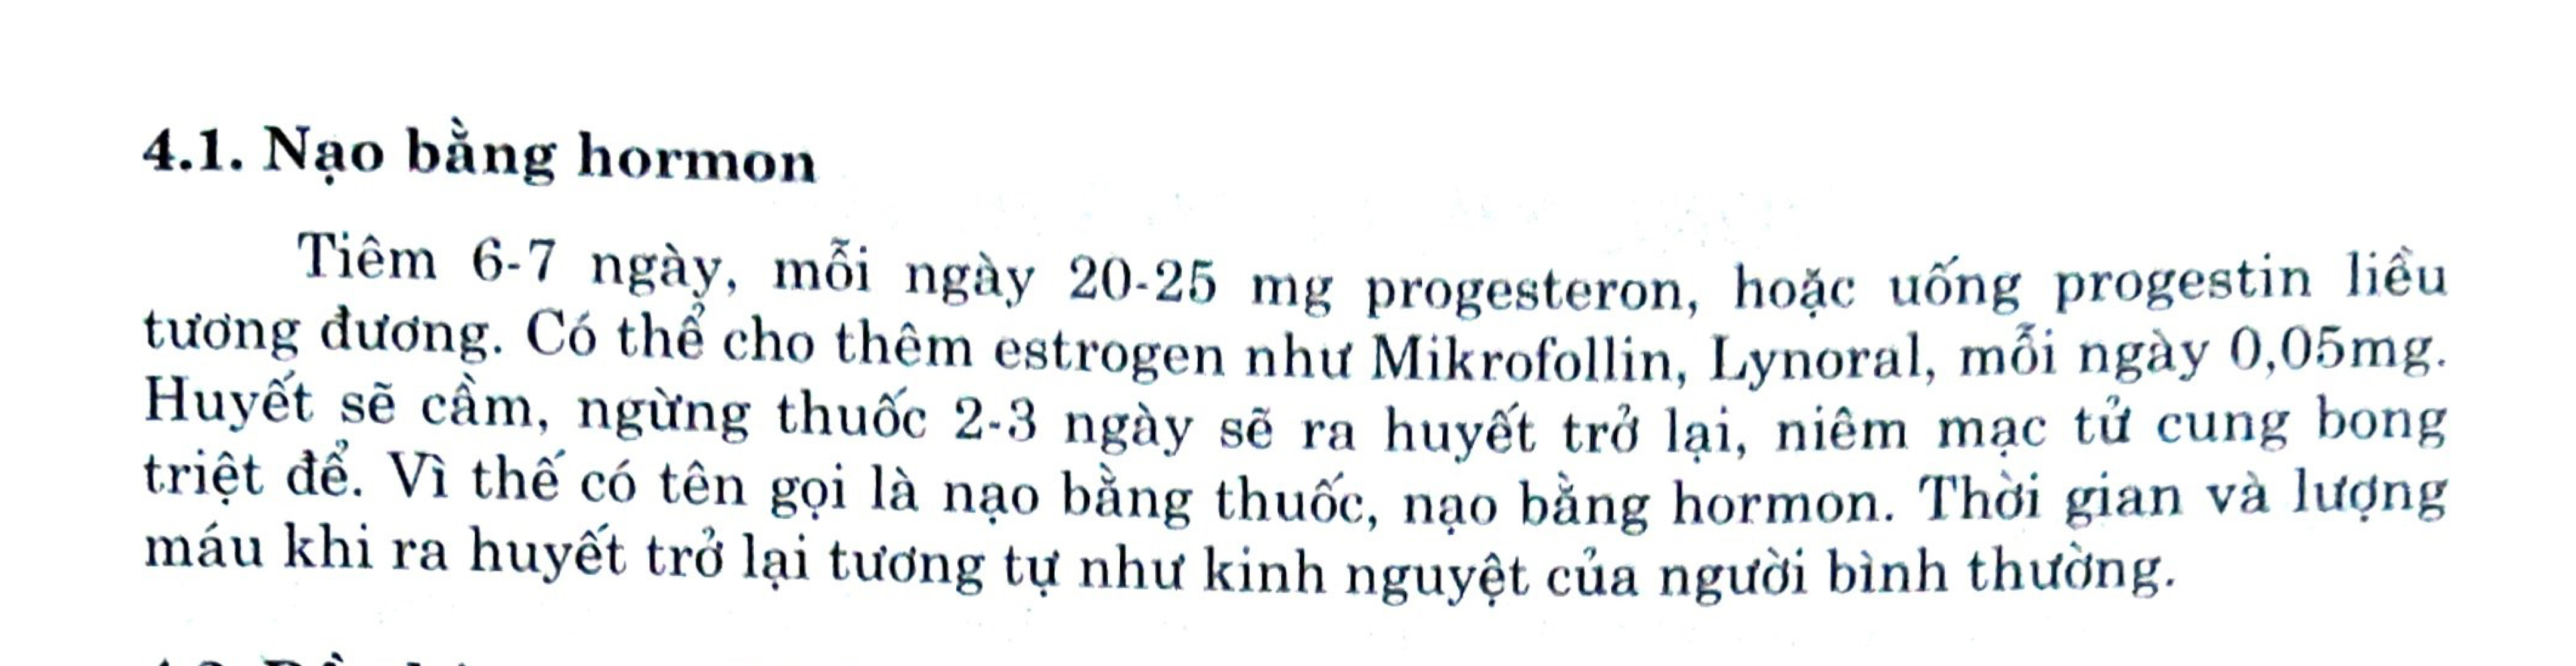 4.1. Nạo bằng hormon
Tiêm 6-7 ngày, mỗi ngày 20-25 mg progesteron, hoặc uống progestin liều
tương đương. Có thể cho thêm estrogen như Mikrofollin, Lynoral, mỗi ngày 0,05mg.
Huyết sẽ cầm, ngừng thuốc 2-3 ngày sẽ ra huyết trở lại, niêm mạc tử cung bong
triệt để. Vì thế có tên gọi là nạo bằng thuốc, nạo bằng hormon. Thời gian và lượng
máu khi ra huyết trở lại tương tự như kinh nguyệt của người bình thường.